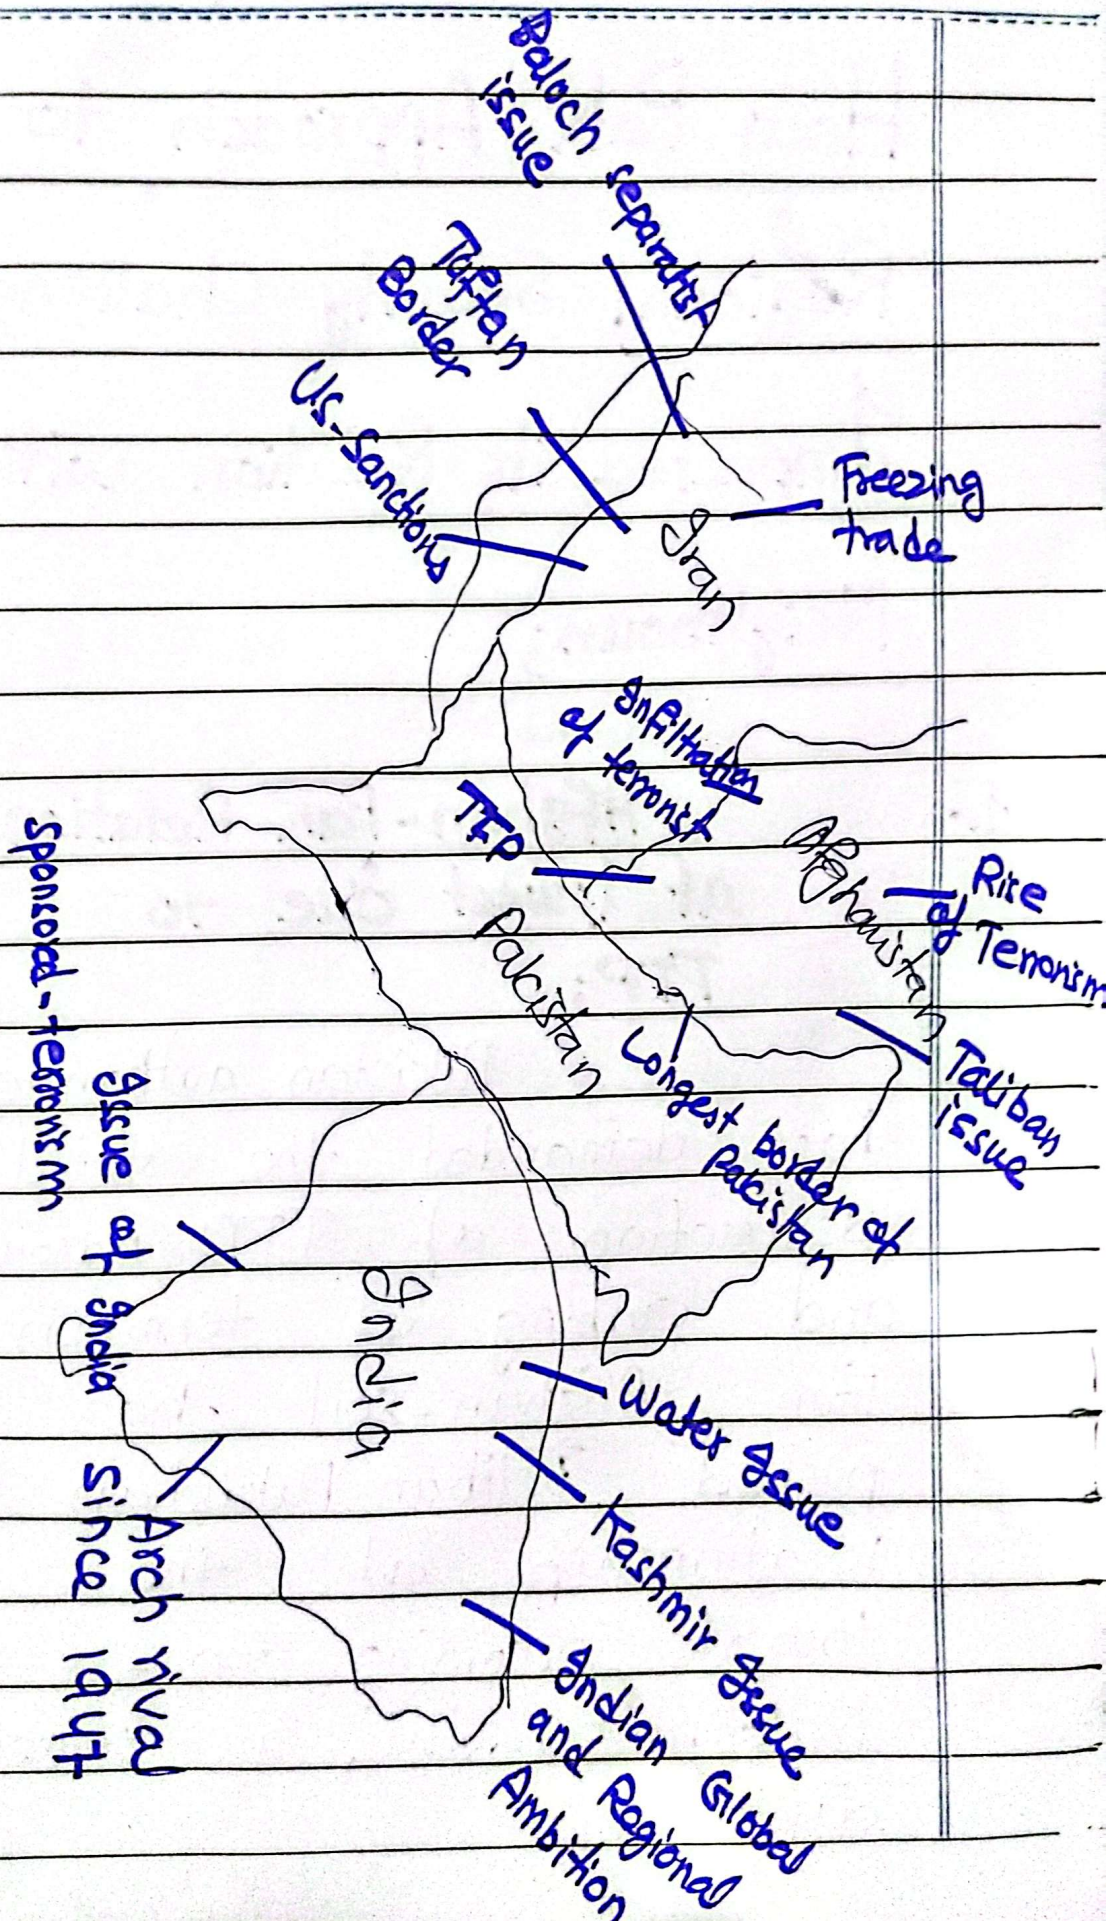 Baloch separatist
issue
Taftan
Border
US-Sanctions
Freezing
trade
Iran
Infiltration
of terrorist
TTP
Afghanistan
Rise
of Terrorism
Taliban
issue
Pakistan
Longest border of
Pakistan
India
Water Issue
Kashmir Issue
Indian Global
and Regional
Ambition
Issue of India
Sponsored-terrorism
Arch rival
Since 1947